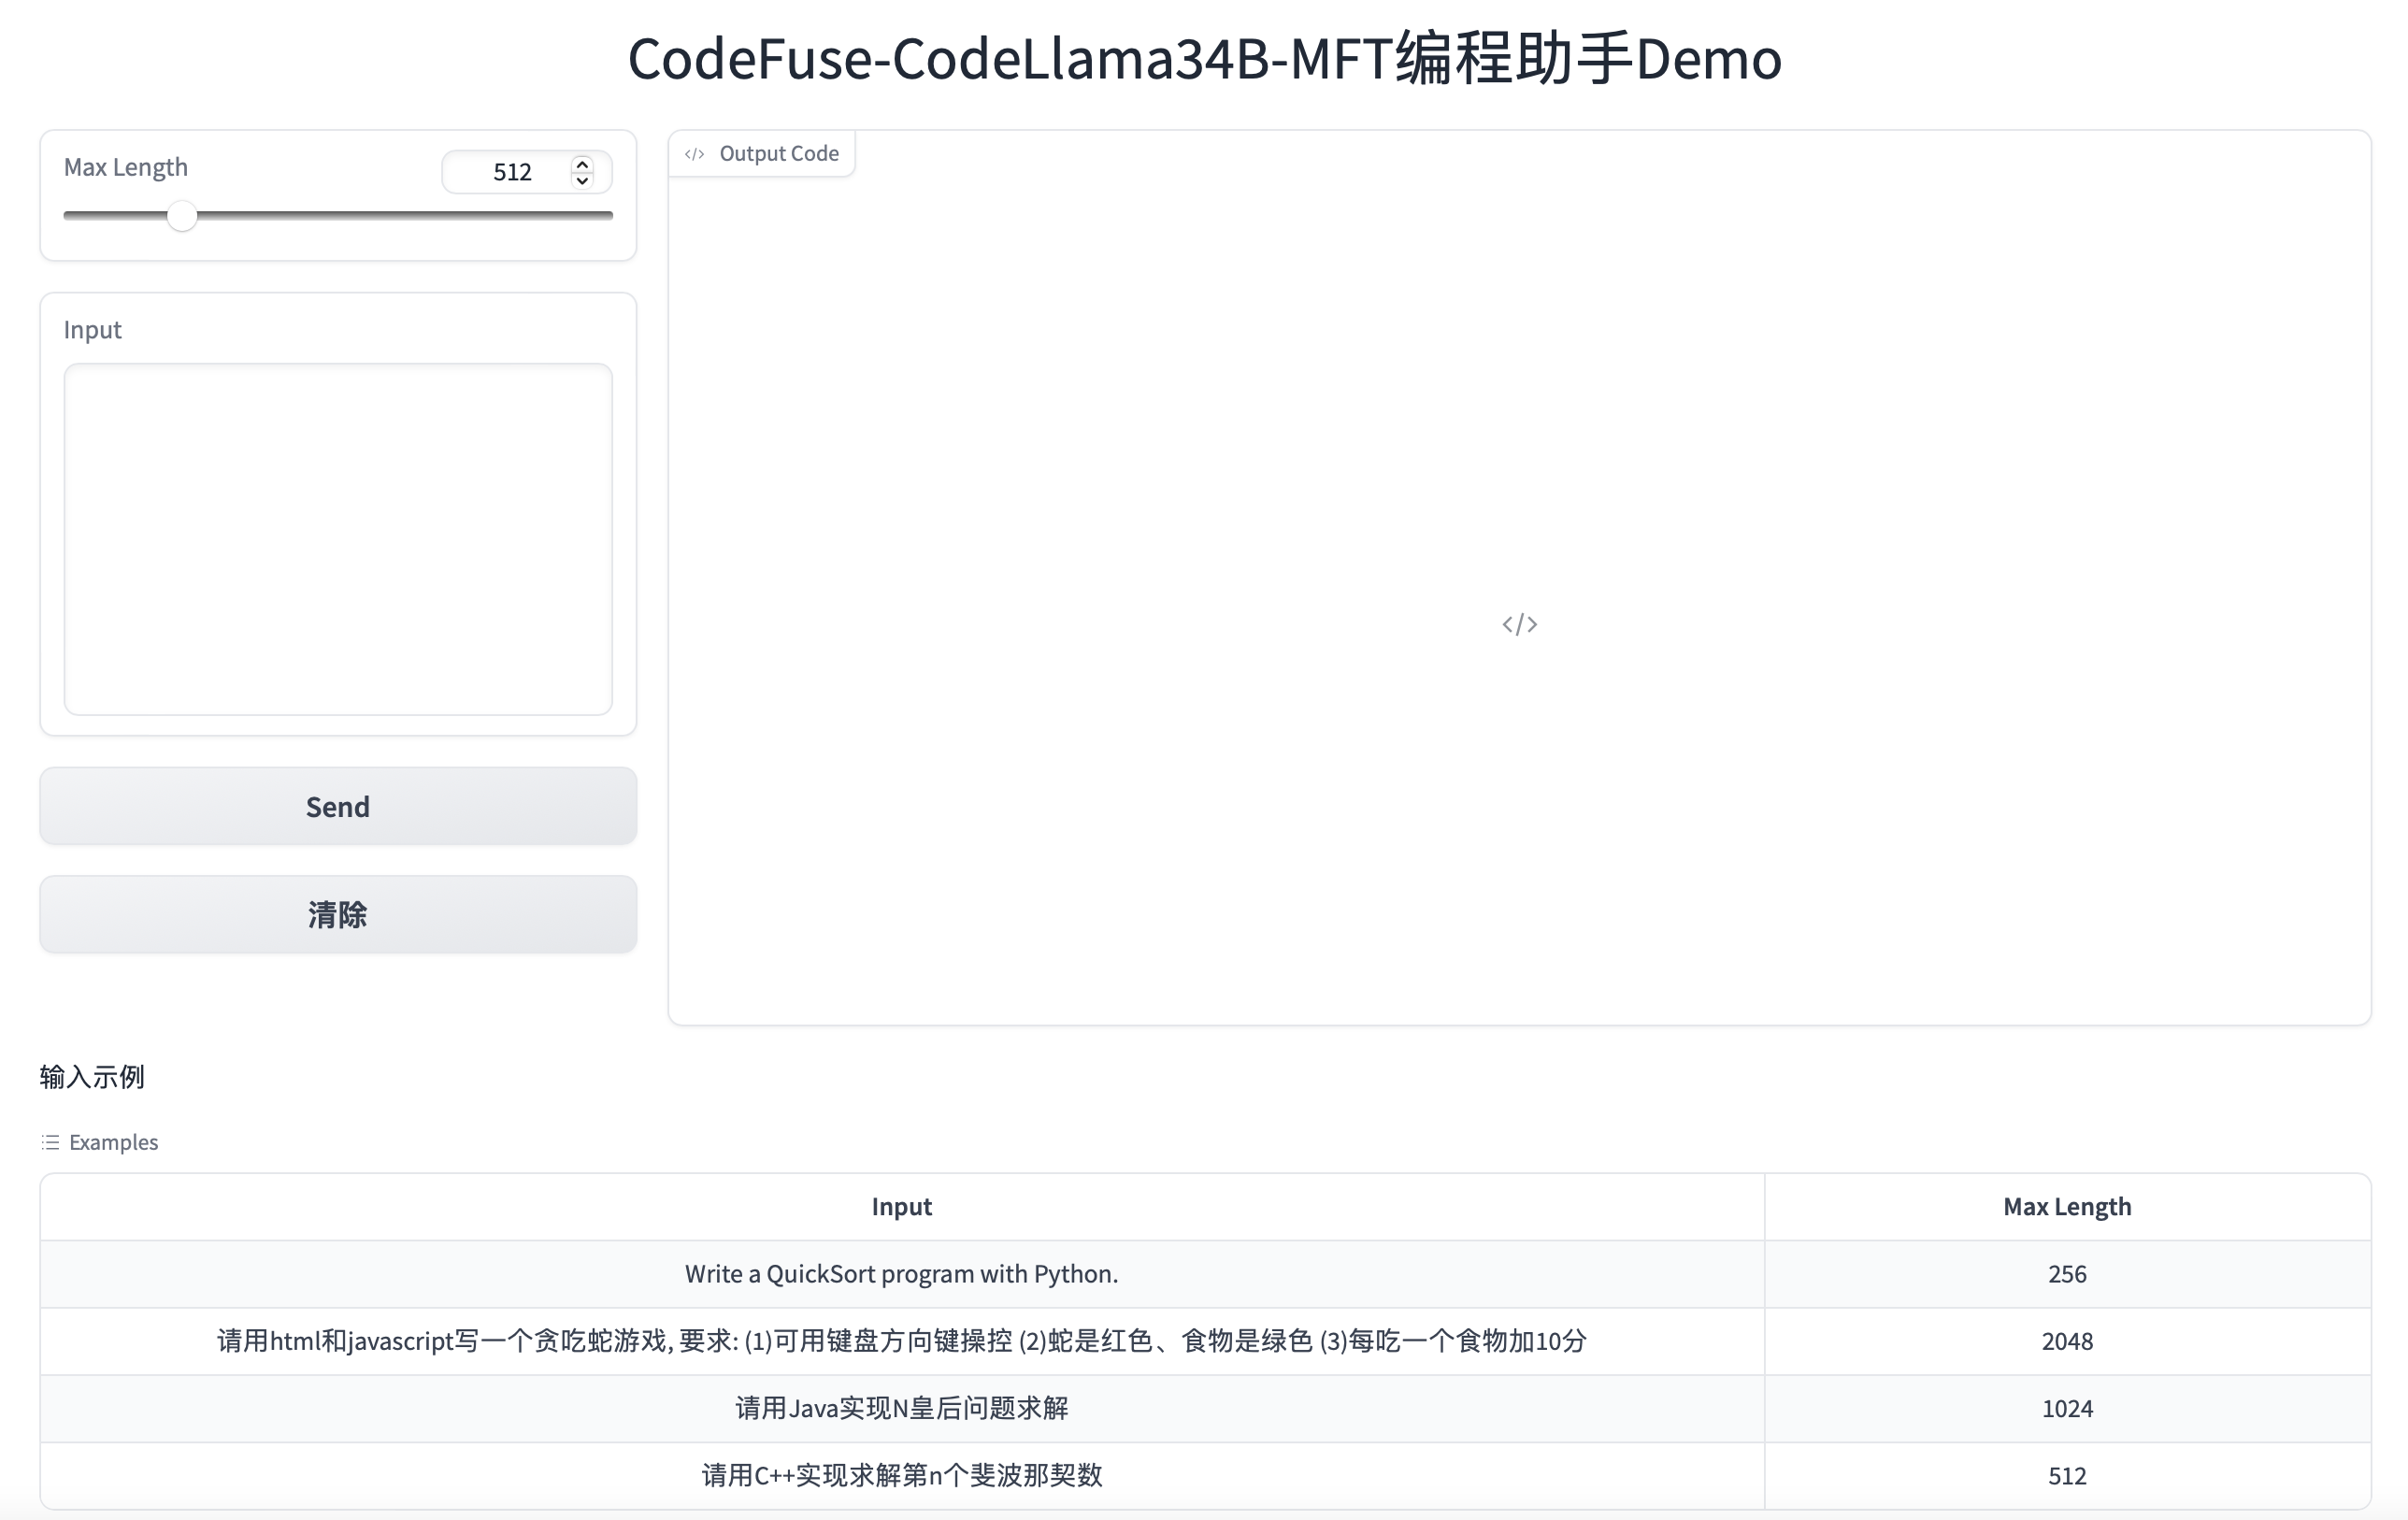 CodeFuse-CodeLlama34B-MFT编程助手Demo
Max Length
512
</> Output Code
Input
</>
Send
清除
输入示例
Examples
Input Max Length
Write a QuickSort program with Python. 256
请用html和javascript写一个贪吃蛇游戏, 要求: (1)可用键盘方向键操控 (2)蛇是红色、食物是绿色 (3)每吃一个食物加10分 2048
请用Java实现N皇后问题求解 1024
请用C++实现求解第n个斐波那契数 512